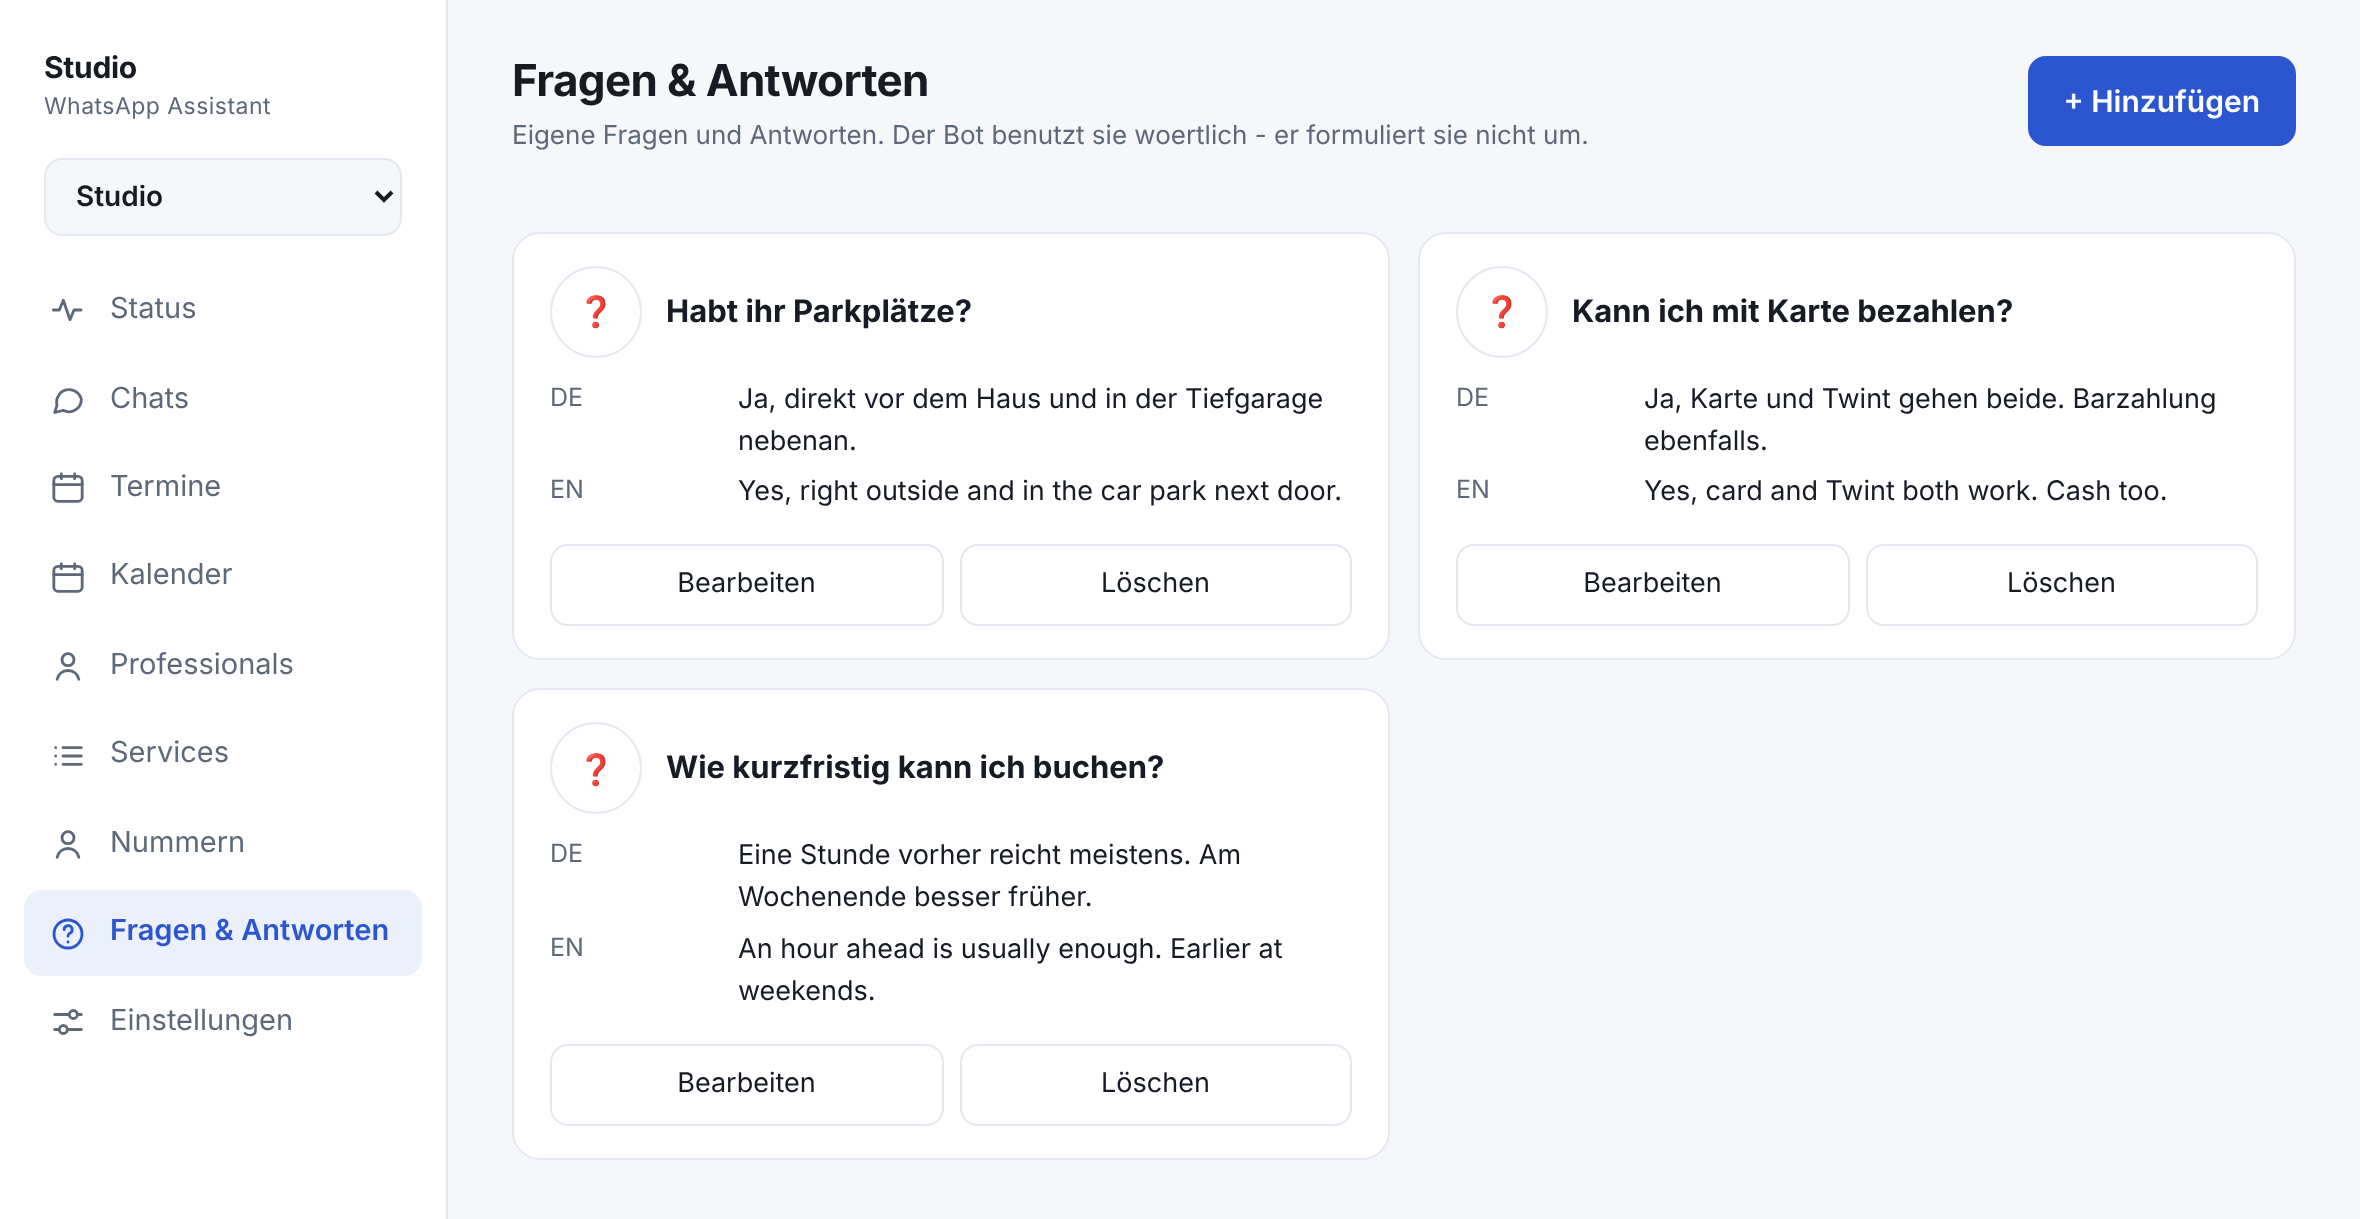 Studio
WhatsApp Assistant
Studio
Status
Chats
Termine
Kalender
Professionals
Services
Nummern
Fragen & Antworten
Einstellungen
Fragen & Antworten
Eigene Fragen und Antworten. Der Bot benutzt sie woertlich - er formuliert sie nicht um.
+ Hinzufügen
❓ Habt ihr Parkplätze?
DE Ja, direkt vor dem Haus und in der Tiefgarage
nebenan.
EN Yes, right outside and in the car park next door.
Bearbeiten Löschen
❓ Kann ich mit Karte bezahlen?
DE Ja, Karte und Twint gehen beide. Barzahlung
ebenfalls.
EN Yes, card and Twint both work. Cash too.
Bearbeiten Löschen
❓ Wie kurzfristig kann ich buchen?
DE Eine Stunde vorher reicht meistens. Am
Wochenende besser früher.
EN An hour ahead is usually enough. Earlier at
weekends.
Bearbeiten Löschen